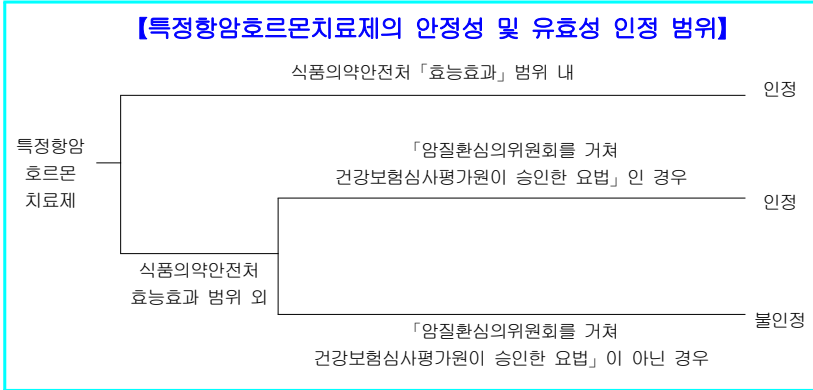 【특정항암호르몬치료제의 안정성 및 유효성 인정 범위】
식품의약안전처「효능효과」범위 내
인정
특정항암
호르몬
치료제
「암질환심의위원회를 거쳐
건강보험심사평가원이 승인한 요법」인 경우
인정
식품의약안전처
효능효과 범위 외
불인정
「암질환심의위원회를 거쳐
건강보험심사평가원이 승인한 요법」이 아닌 경우